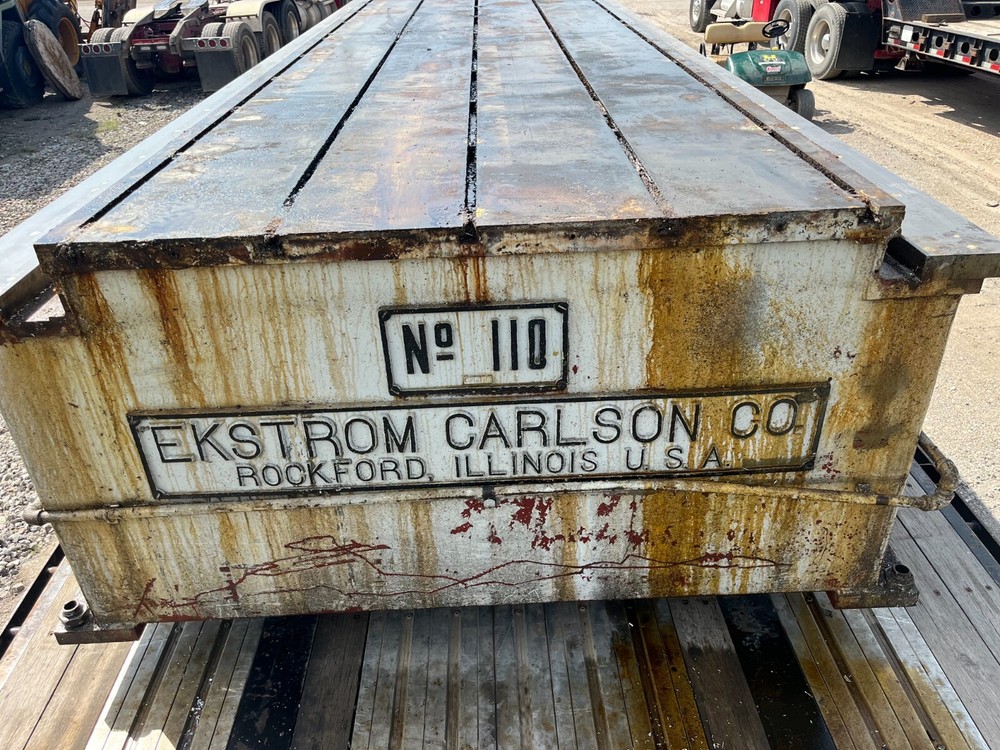 Nº 110
EKSTROM CARLSON CO.
ROCKFORD, ILLINOIS U.S.A.